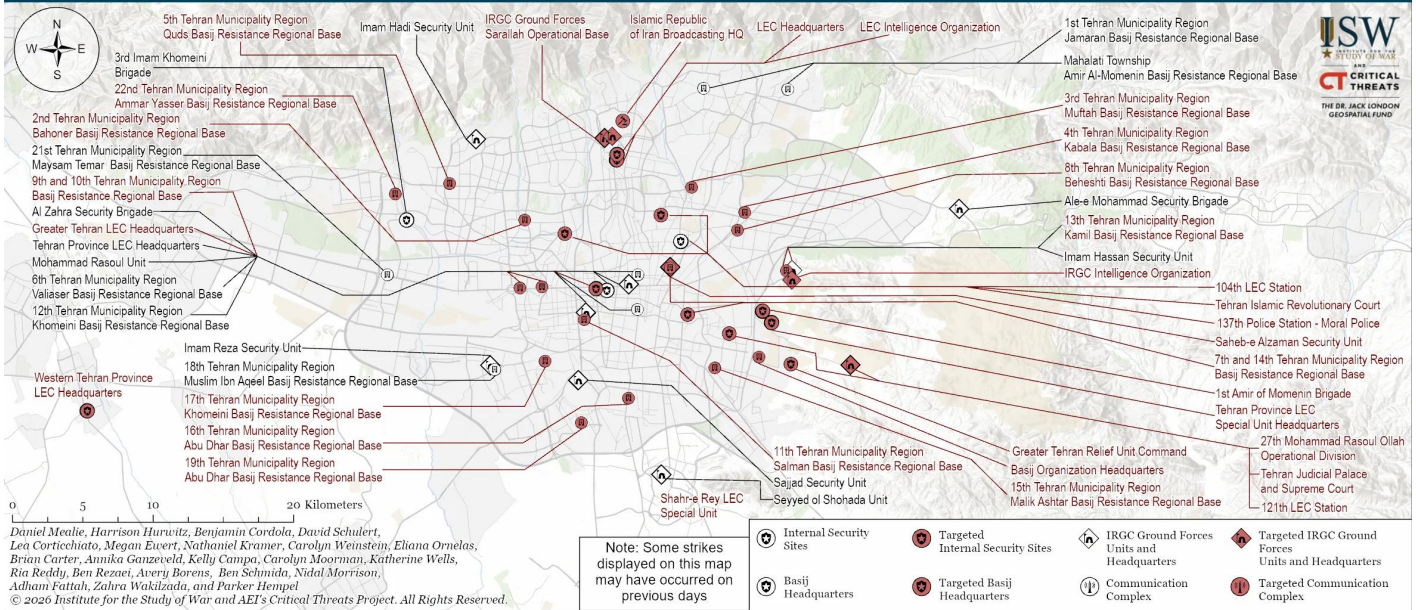 N
W
E
S
5th Tehran Municipality Region
Quds Basij Resistance Regional Base
Imam Hadi Security Unit
IRGC Ground Forces
Sarallah Operational Base
Islamic Republic
of Iran Broadcasting HQ
LEC Headquarters
LEC Intelligence Organization
1st Tehran Municipality Region
Jamaran Basij Resistance Regional Base
Mahalati Township
Amir Al-Momenin Basij Resistance Regional Base
ISW
INSTITUTE FOR THE
STUDY OF WAR
AND
CT CRITICAL
THREATS
THE DR. JACK LONDON
GEOSPATIAL FUND
3rd Imam Khomeini
Brigade
22nd Tehran Municipality Region
Ammar Yasser Basij Resistance Regional Base
2nd Tehran Municipality Region
Bahoner Basij Resistance Regional Base
21st Tehran Municipality Region
Maysam Temar Basij Resistance Regional Base
9th and 10th Tehran Municipality Region
Basij Resistance Regional Base
Al Zahra Security Brigade
Greater Tehran LEC Headquarters
Tehran Province LEC Headquarters
Mohammad Rasoul Unit
6th Tehran Municipality Region
Valiaser Basij Resistance Regional Base
12th Tehran Municipality Region
Khomeini Basij Resistance Regional Base
3rd Tehran Municipality Region
Muftah Basij Resistance Regional Base
4th Tehran Municipality Region
Kabala Basij Resistance Regional Base
8th Tehran Municipality Region
Beheshti Basij Resistance Regional Base
Ale-e Mohammad Security Brigade
13th Tehran Municipality Region
Kamil Basij Resistance Regional Base
Imam Hassan Security Unit
IRGC Intelligence Organization
104th LEC Station
Tehran Islamic Revolutionary Court
137th Police Station - Moral Police
Saheb-e Alzaman Security Unit
7th and 14th Tehran Municipality Region
Basij Resistance Regional Base
1st Amir of Momenin Brigade
Tehran Province LEC
Special Unit Headquarters
27th Mohammad Rasoul Ollah
Operational Division
Tehran Judicial Palace
and Supreme Court
121th LEC Station
Imam Reza Security Unit
18th Tehran Municipality Region
Muslim Ibn Aqeel Basij Resistance Regional Base
Western Tehran Province
LEC Headquarters
17th Tehran Municipality Region
Khomeini Basij Resistance Regional Base
16th Tehran Municipality Region
Abu Dhar Basij Resistance Regional Base
19th Tehran Municipality Region
Abu Dhar Basij Resistance Regional Base
11th Tehran Municipality Region
Salman Basij Resistance Regional Base
Sajjad Security Unit
Seyyed ol Shohada Unit
Shahr-e Rey LEC
Special Unit
Greater Tehran Relief Unit Command
Basij Organization Headquarters
15th Tehran Municipality Region
Malik Ashtar Basij Resistance Regional Base
0 5 10 20 Kilometers
Daniel Mealie, Harrison Hurwitz, Benjamin Cordola, David Schulert,
Lea Corticchiato, Megan Ewert, Nathaniel Kramer, Carolyn Weinstein, Eliana Ornelas,
Brian Carter, Annika Ganzeveld, Kelly Campa, Carolyn Moorman, Katherine Wells,
Ria Reddy, Ben Rezaei, Avery Borens, Ben Schmida, Nidal Morrison,
Adham Fattah, Zahra Wakilzada, and Parker Hempel
© 2026 Institute for the Study of War and AEI's Critical Threats Project. All Rights Reserved.
Note: Some strikes
displayed on this map
may have occurred on
previous days
Internal Security
Sites
Targeted
Internal Security Sites
IRGC Ground Forces
Units and
Headquarters
Targeted IRGC Ground
Forces
Units and Headquarters
Basij
Headquarters
Targeted Basij
Headquarters
Communication
Complex
Targeted Communication
Complex